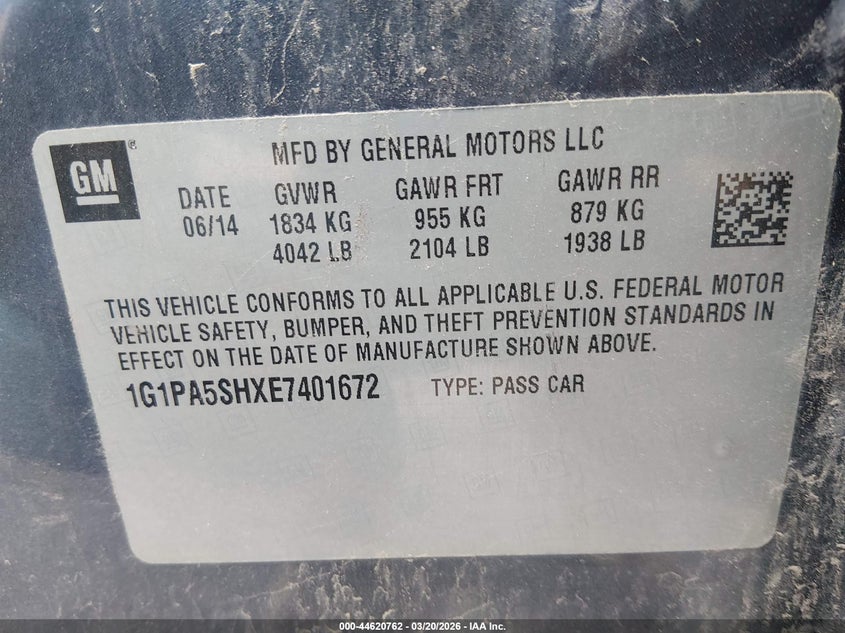 GM
MFD BY GENERAL MOTORS LLC
DATE GVWR GAWR FRT GAWR RR
06/14 1834 KG 955 KG 879 KG
4042 LB 2104 LB 1938 LB
THIS VEHICLE CONFORMS TO ALL APPLICABLE U.S. FEDERAL MOTOR
VEHICLE SAFETY, BUMPER, AND THEFT PREVENTION STANDARDS IN
EFFECT ON THE DATE OF MANUFACTURE SHOWN ABOVE.
1G1PA5SHXE7401672 TYPE: PASS CAR
000-44620762 — 03/20/2026 — IAA Inc.